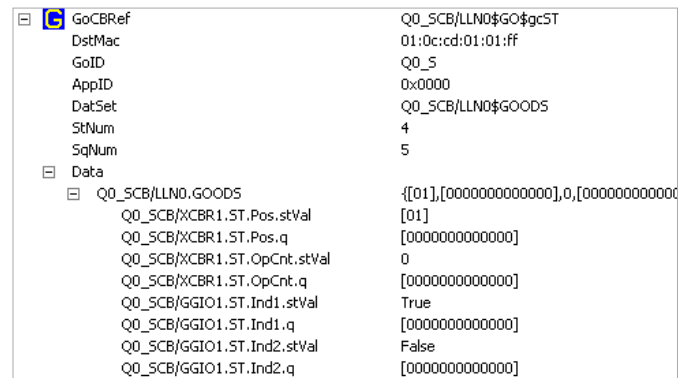 G GoCBRef Q0_SCB/LLN0$GO$gcST
DstMac 01:0c:cd:01:01:ff
GoID Q0_S
AppID 0x0000
DatSet Q0_SCB/LLN0$GOODS
StNum 4
SqNum 5
Data
Q0_SCB/LLN0.GOODS {[01],[0000000000000],0,[000000000000
Q0_SCB/XCBR1.ST.Pos.stVal [01]
Q0_SCB/XCBR1.ST.Pos.q [0000000000000]
Q0_SCB/XCBR1.ST.OpCnt.stVal 0
Q0_SCB/XCBR1.ST.OpCnt.q [0000000000000]
Q0_SCB/GGIO1.ST.Ind1.stVal True
Q0_SCB/GGIO1.ST.Ind1.q [0000000000000]
Q0_SCB/GGIO1.ST.Ind2.stVal False
Q0_SCB/GGIO1.ST.Ind2.q [0000000000000]